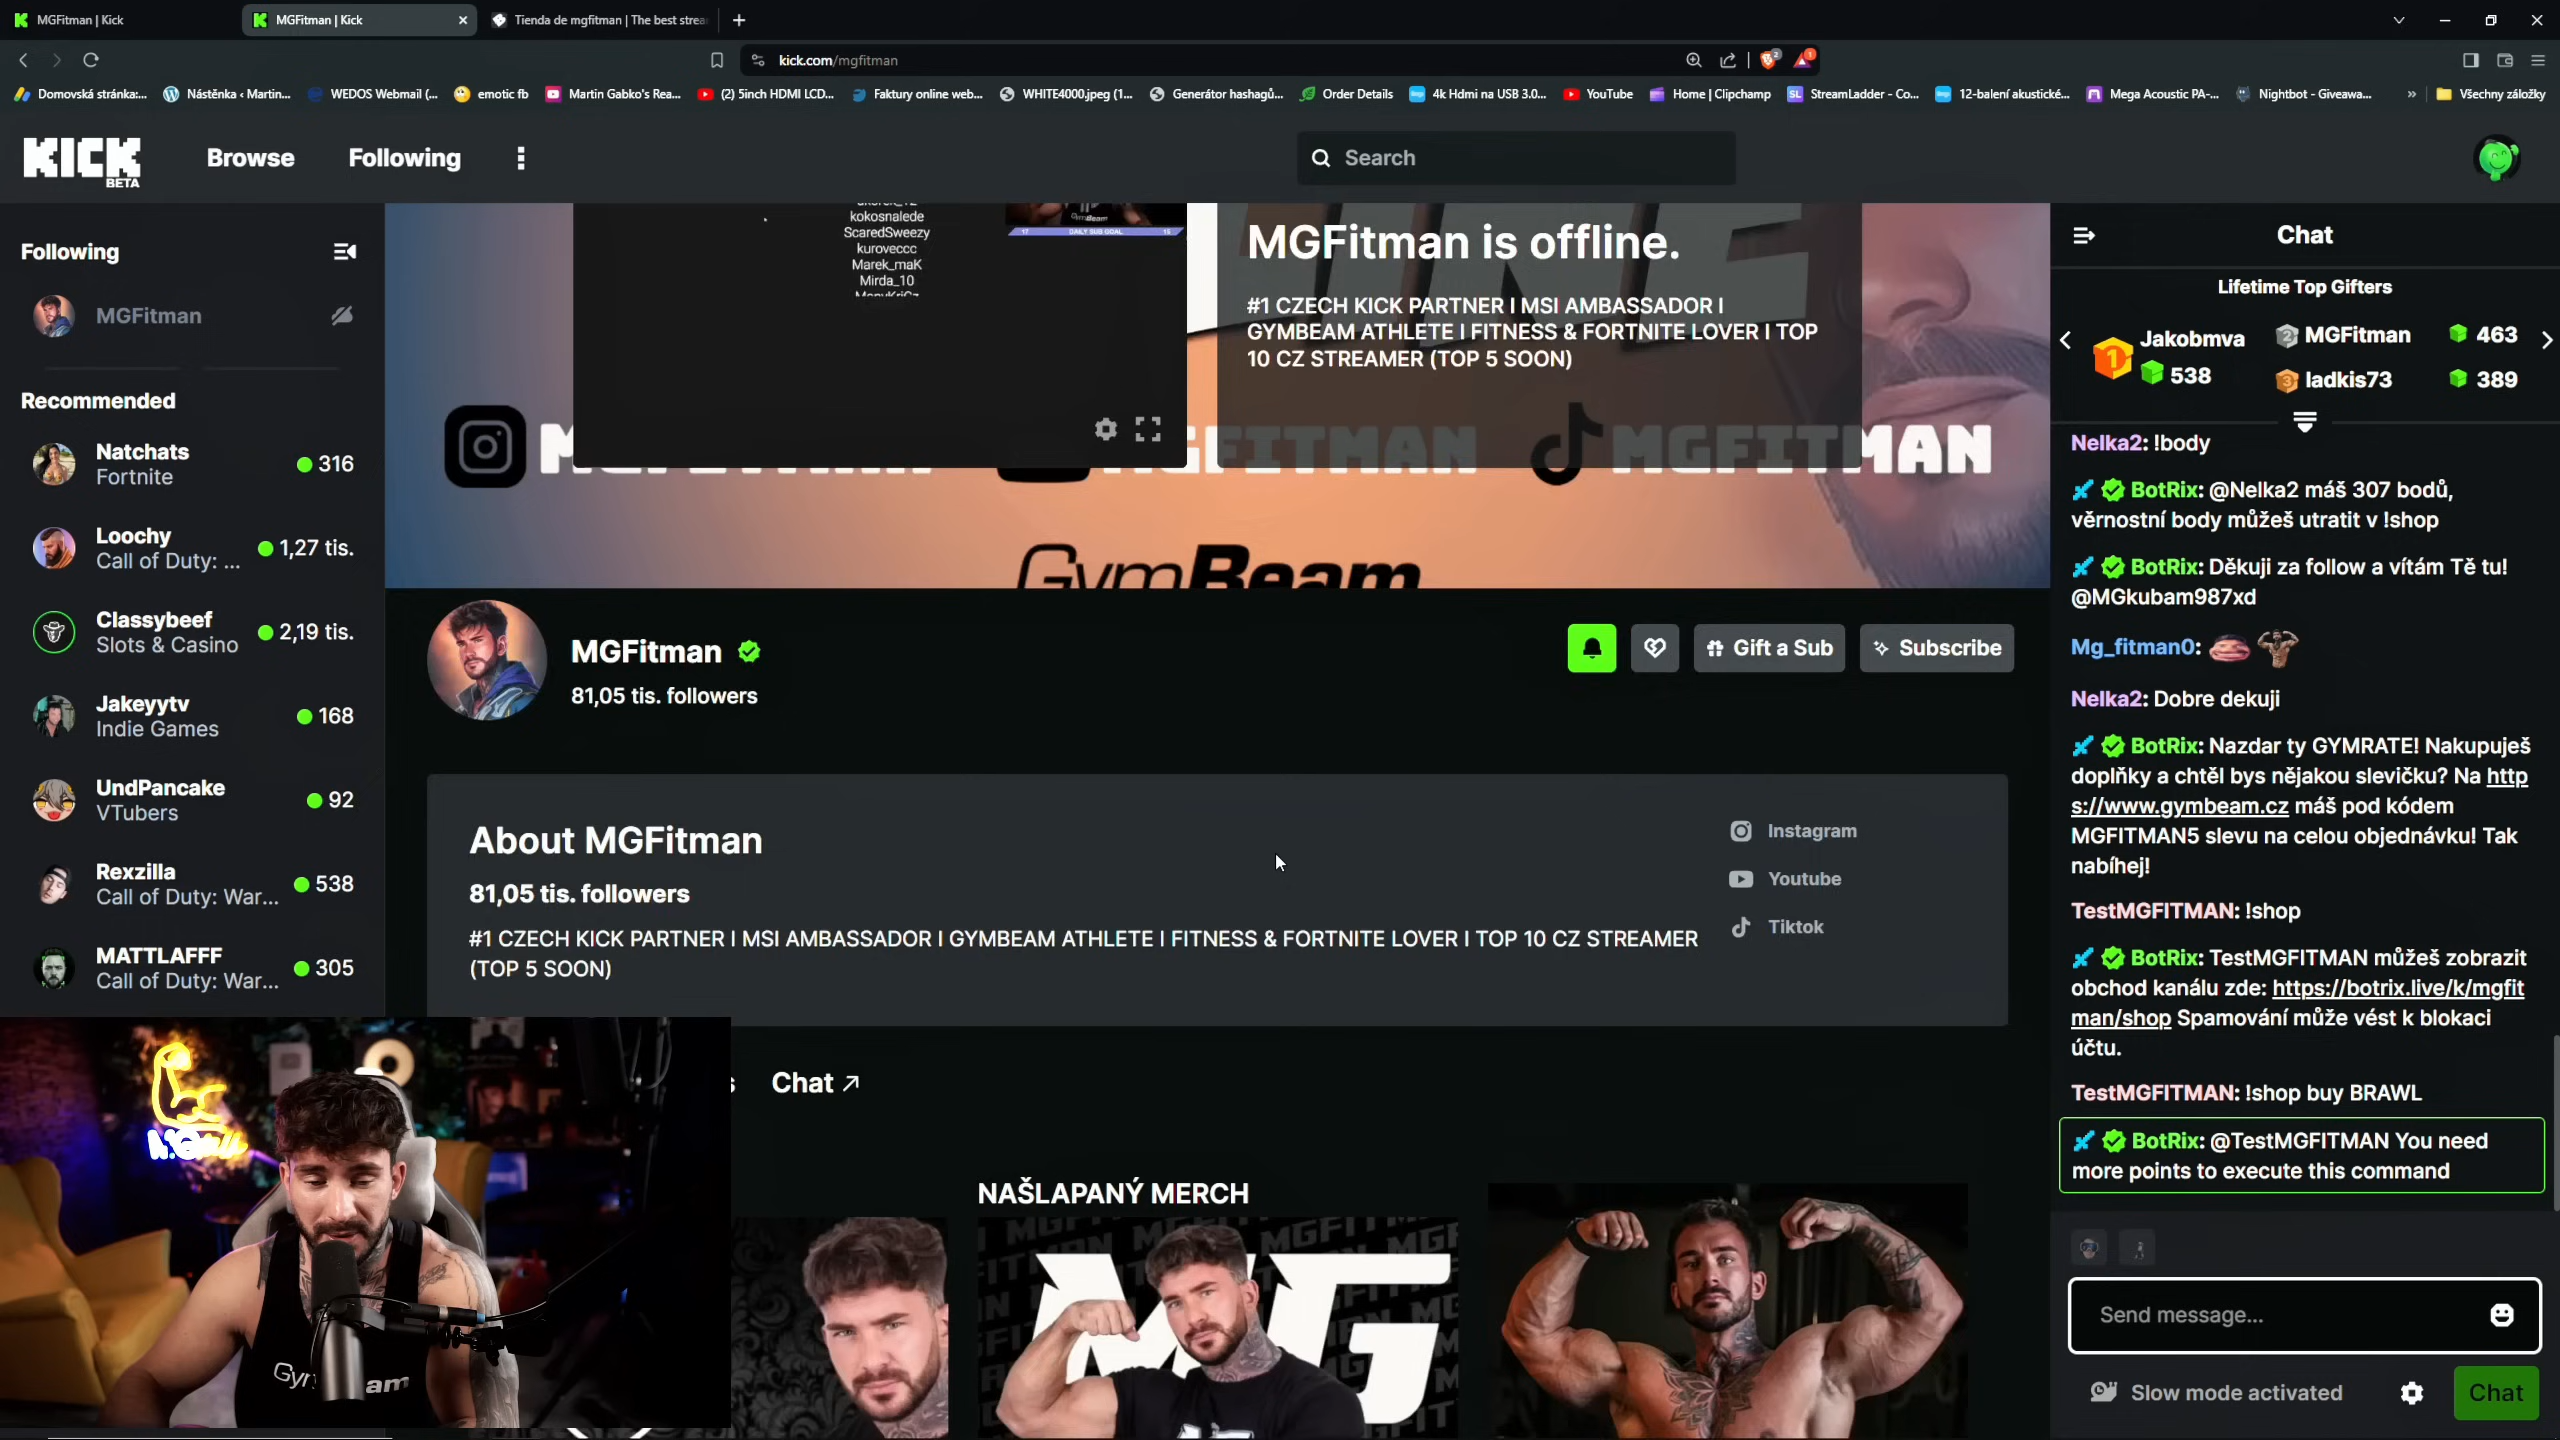 MGFitman | Kick
MGFitman | Kick
Tienda de mgfitman | The best strea
kick.com/mgfitman
Domovská stránka:...
Nástěnka ‹ Martin...
WEDOS Webmail (...
emotic fb
Martin Gabko's Rea...
(2) 5inch HDMI LCD...
Faktury online web...
WHITE4000.jpeg (1...
Generátor hashagů...
Order Details
4k Hdmi na USB 3.0...
YouTube
Home | Clipchamp
StreamLadder - Co...
12-balení akustické...
Mega Acoustic PA-...
Nightbot - Giveawa...
»
Všechny záložky
KICK
BETA
Browse
Following
Search
Following
MGFitman
Recommended
Natchats
Fortnite
316
Loochy
Call of Duty: ...
1,27 tis.
Classybeef
Slots & Casino
2,19 tis.
Jakeyytv
Indie Games
168
UndPancake
VTubers
92
Rexzilla
Call of Duty: War...
538
MATTLAFFF
Call of Duty: War...
305
kokosnalede
ScaredSweezy
kuroveccc
Marek_maK
Mirda_10
GymBeam
17 DAILY SUB GOAL 15
MGFitman is offline.
#1 CZECH KICK PARTNER I MSI AMBASSADOR I
GYMBEAM ATHLETE I FITNESS & FORTNITE LOVER I TOP
10 CZ STREAMER (TOP 5 SOON)
MGFITMAN
GymBeam
MGFitman
81,05 tis. followers
Gift a Sub
Subscribe
About MGFitman
81,05 tis. followers
#1 CZECH KICK PARTNER I MSI AMBASSADOR I GYMBEAM ATHLETE I FITNESS & FORTNITE LOVER I TOP 10 CZ STREAMER
(TOP 5 SOON)
Instagram
Youtube
Tiktok
Chat
NAŠLAPANÝ MERCH
MG
Chat
Lifetime Top Gifters
1
Jakobmva
538
2 MGFitman 463
3 ladkis73 389
Nelka2: !body
BotRix: @Nelka2 máš 307 bodů,
věrnostní body můžeš utratit v !shop
BotRix: Děkuji za follow a vítám Tě tu!
@MGkubam987xd
Mg_fitman0:
Nelka2: Dobre dekuji
BotRix: Nazdar ty GYMRATE! Nakupuješ
doplňky a chtěl bys nějakou slevičku? Na http
s://www.gymbeam.cz máš pod kódem
MGFITMAN5 slevu na celou objednávku! Tak
nabíhej!
TestMGFITMAN: !shop
BotRix: TestMGFITMAN můžeš zobrazit
obchod kanálu zde: https://botrix.live/k/mgfit
man/shop Spamování může vést k blokaci
účtu.
TestMGFITMAN: !shop buy BRAWL
BotRix: @TestMGFITMAN You need
more points to execute this command
Send message...
Slow mode activated
Chat